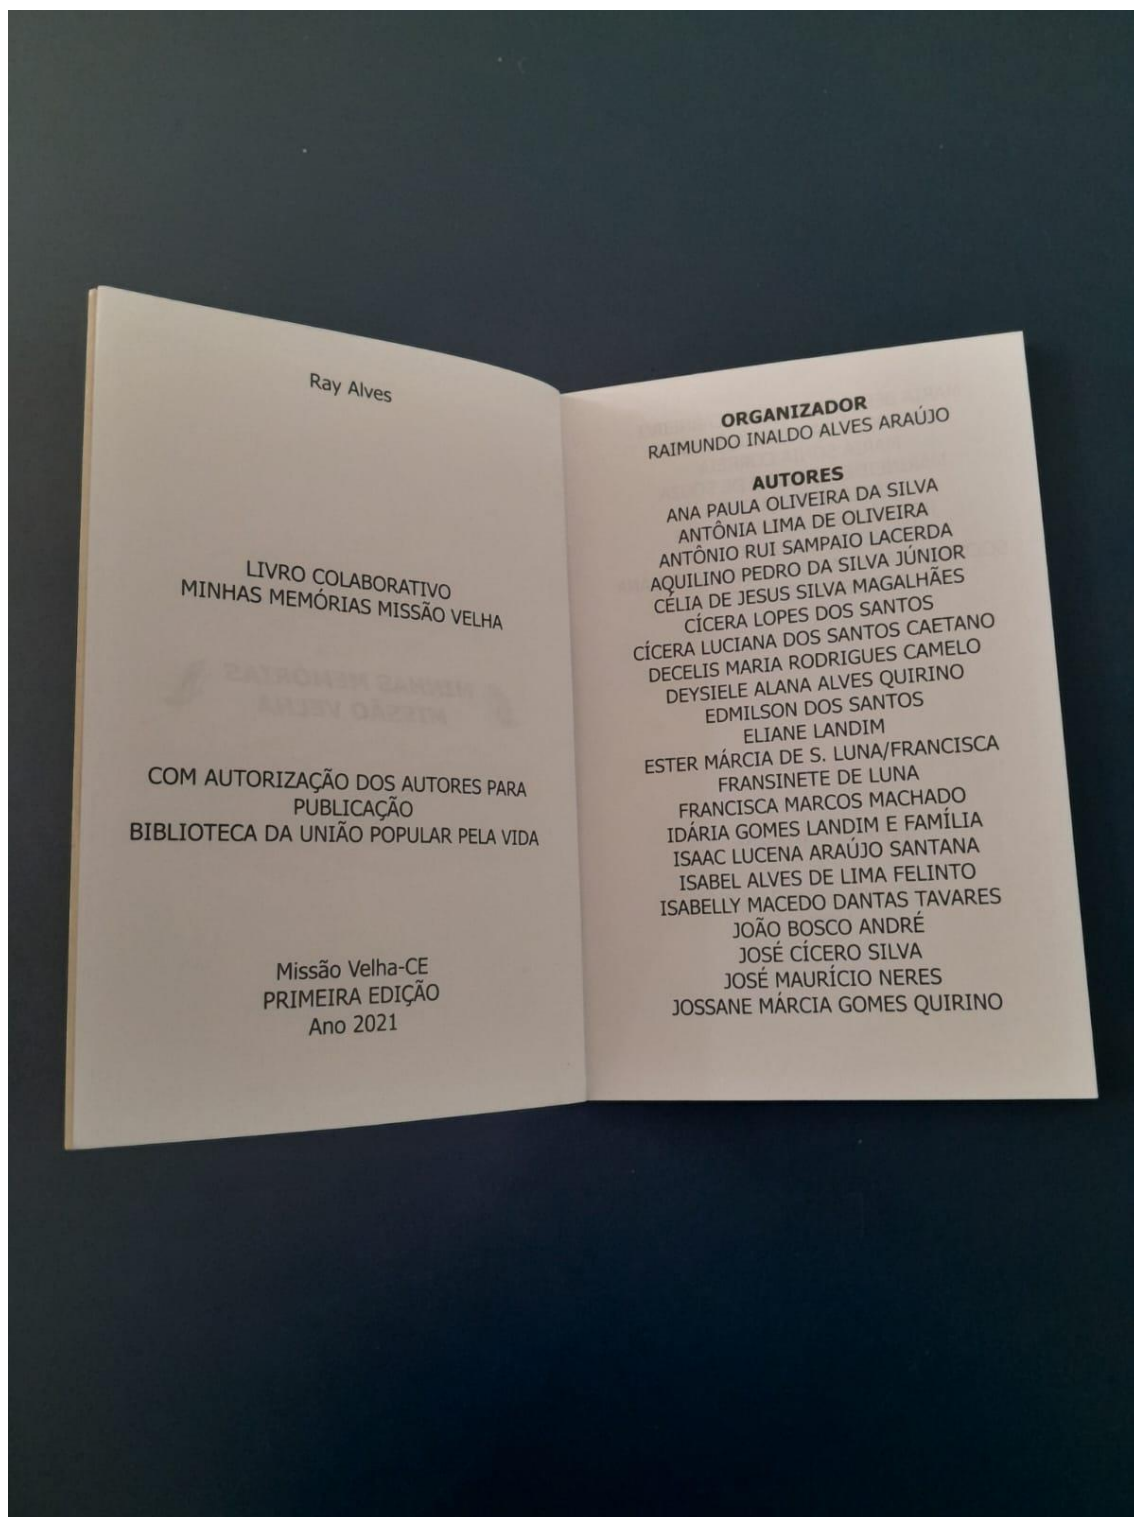 Ray Alves
LIVRO COLABORATIVO
MINHAS MEMÓRIAS MISSÃO VELHA
MINHAS MEMÓRIAS
MISSÃO VELHA
COM AUTORIZAÇÃO DOS AUTORES PARA
PUBLICAÇÃO
BIBLIOTECA DA UNIÃO POPULAR PELA VIDA
Missão Velha-CE
PRIMEIRA EDIÇÃO
Ano 2021
ORGANIZADOR
RAIMUNDO INALDO ALVES ARAÚJO
AUTORES
ANA PAULA OLIVEIRA DA SILVA
ANTÔNIA LIMA DE OLIVEIRA
ANTÔNIO RUI SAMPAIO LACERDA
AQUILINO PEDRO DA SILVA JÚNIOR
CÉLIA DE JESUS SILVA MAGALHÃES
CÍCERA LOPES DOS SANTOS
CÍCERA LUCIANA DOS SANTOS CAETANO
DECELIS MARIA RODRIGUES CAMELO
DEYSIELE ALANA ALVES QUIRINO
EDMILSON DOS SANTOS
ELIANE LANDIM
ESTER MÁRCIA DE S. LUNA/FRANCISCA
FRANSINETE DE LUNA
FRANCISCA MARCOS MACHADO
IDÁRIA GOMES LANDIM E FAMÍLIA
ISAAC LUCENA ARAÚJO SANTANA
ISABEL ALVES DE LIMA FELINTO
ISABELLY MACEDO DANTAS TAVARES
JOÃO BOSCO ANDRÉ
JOSÉ CÍCERO SILVA
JOSÉ MAURÍCIO NERES
JOSSANE MÁRCIA GOMES QUIRINO